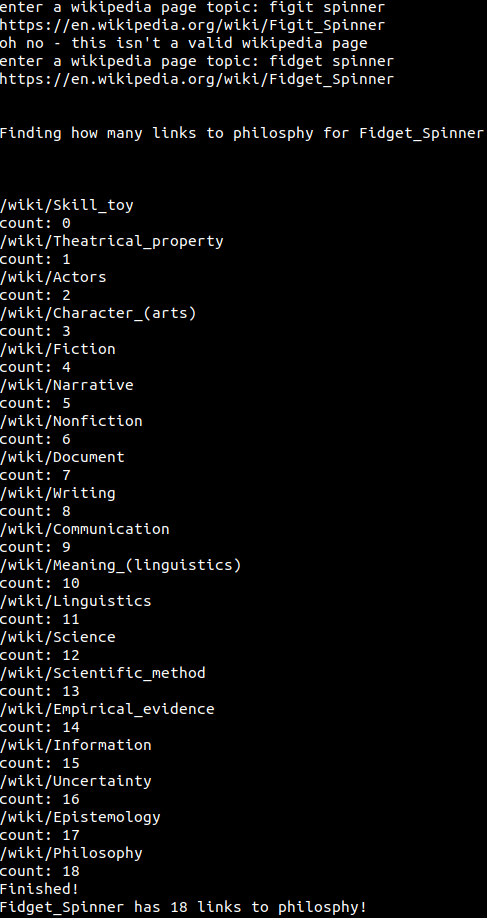 enter a wikipedia page topic: figit spinner
https://en.wikipedia.org/wiki/Figit_Spinner
oh no - this isn't a valid wikipedia page
enter a wikipedia page topic: fidget spinner
https://en.wikipedia.org/wiki/Fidget_Spinner
Finding how many links to philosphy for Fidget_Spinner
/wiki/Skill_toy
count: 0
/wiki/Theatrical_property
count: 1
/wiki/Actors
count: 2
/wiki/Character_(arts)
count: 3
/wiki/Fiction
count: 4
/wiki/Narrative
count: 5
/wiki/Nonfiction
count: 6
/wiki/Document
count: 7
/wiki/Writing
count: 8
/wiki/Communication
count: 9
/wiki/Meaning_(linguistics)
count: 10
/wiki/Linguistics
count: 11
/wiki/Science
count: 12
/wiki/Scientific_method
count: 13
/wiki/Empirical_evidence
count: 14
/wiki/Information
count: 15
/wiki/Uncertainty
count: 16
/wiki/Epistemology
count: 17
/wiki/Philosophy
count: 18
Finished!
Fidget_Spinner has 18 links to philosphy!